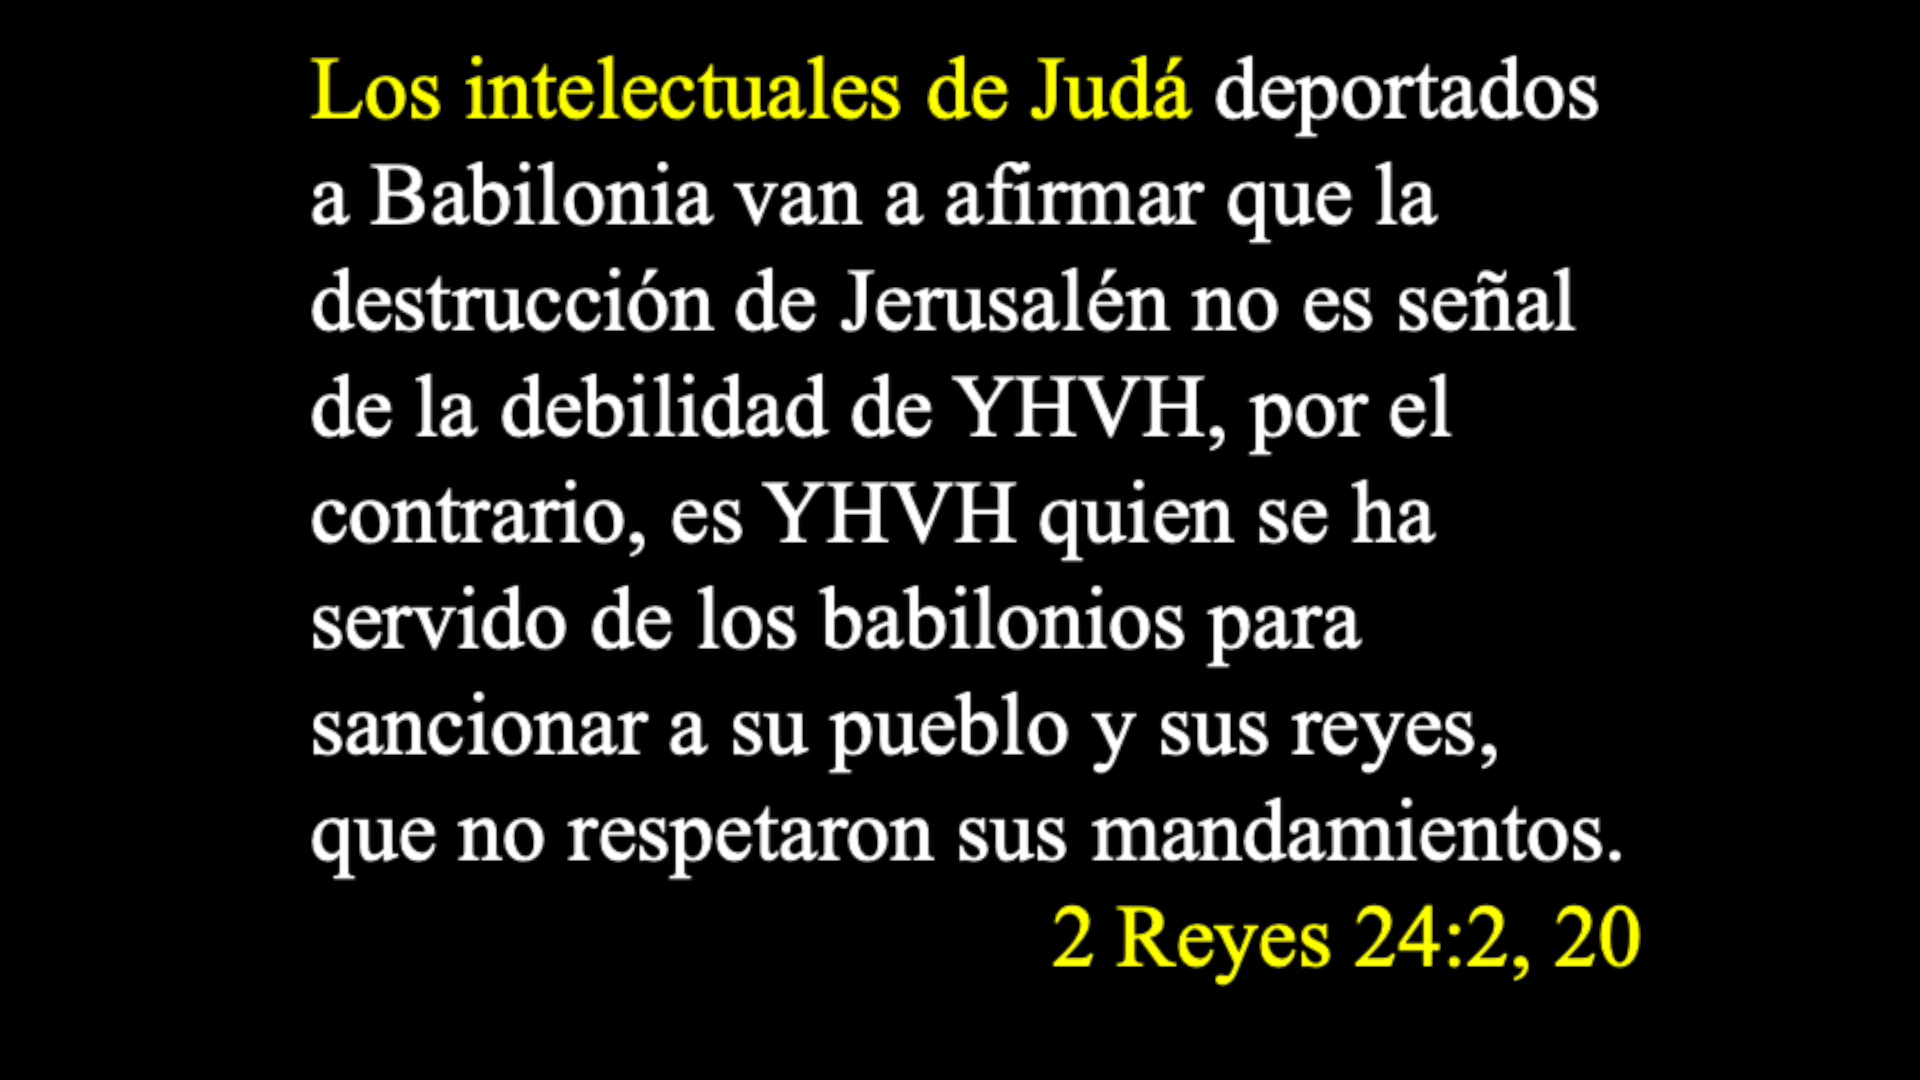 Los intelectuales de Judá deportados
a Babilonia van a afirmar que la
destrucción de Jerusalén no es señal
de la debilidad de YHVH, por el
contrario, es YHVH quien se ha
servido de los babilonios para
sancionar a su pueblo y sus reyes,
que no respetaron sus mandamientos.
2 Reyes 24:2, 20